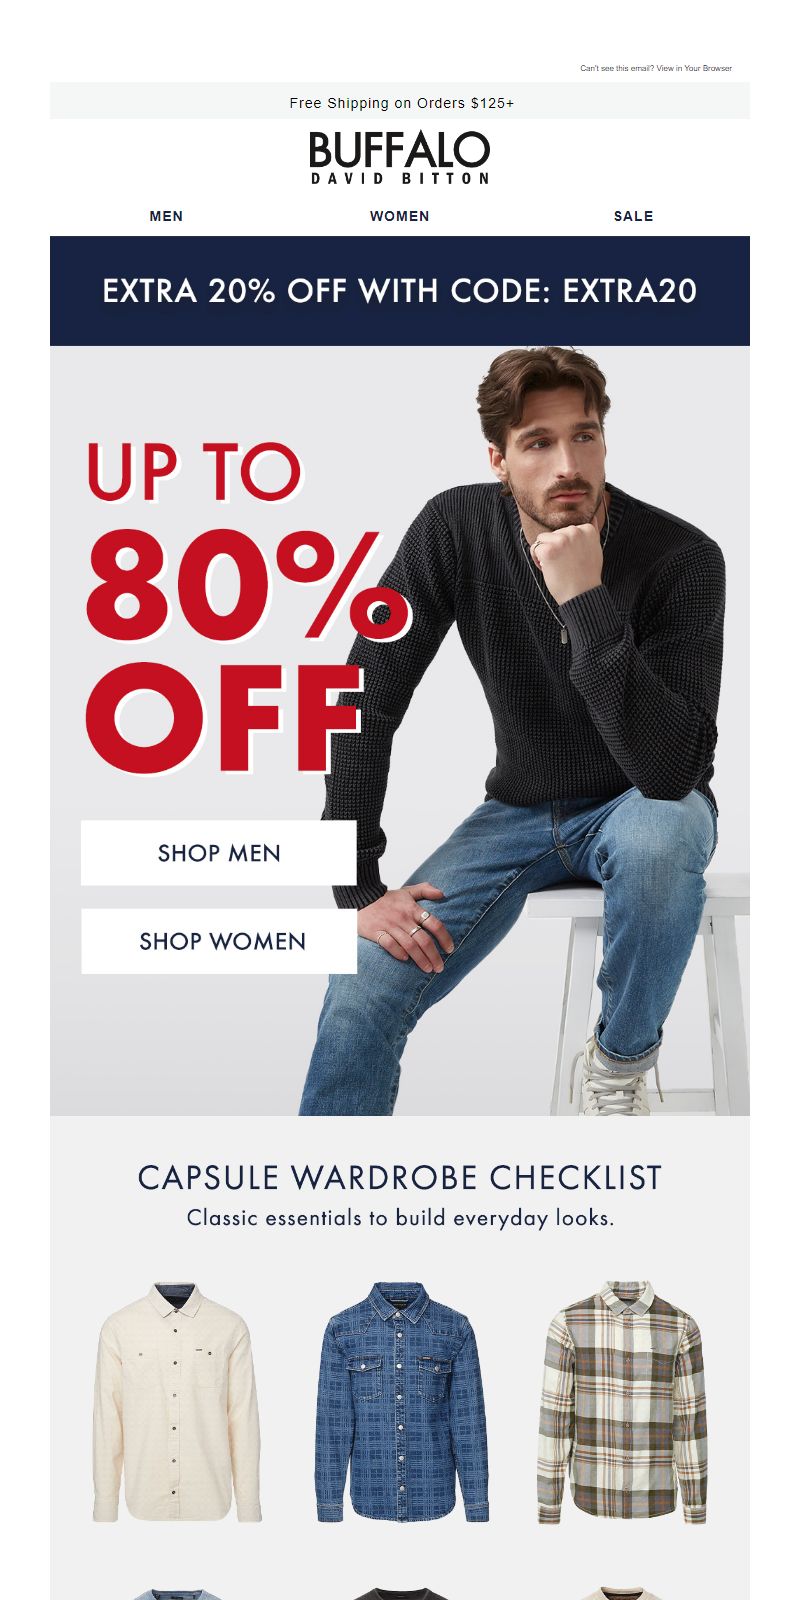 Can't see this email? View in Your Browser
Free Shipping on Orders $125+
BUFFALO
DAVID BITTON
MEN WOMEN SALE
EXTRA 20% OFF WITH CODE: EXTRA20
UP TO
80%
OFF
SHOP MEN
SHOP WOMEN
CAPSULE WARDROBE CHECKLIST
Classic essentials to build everyday looks.